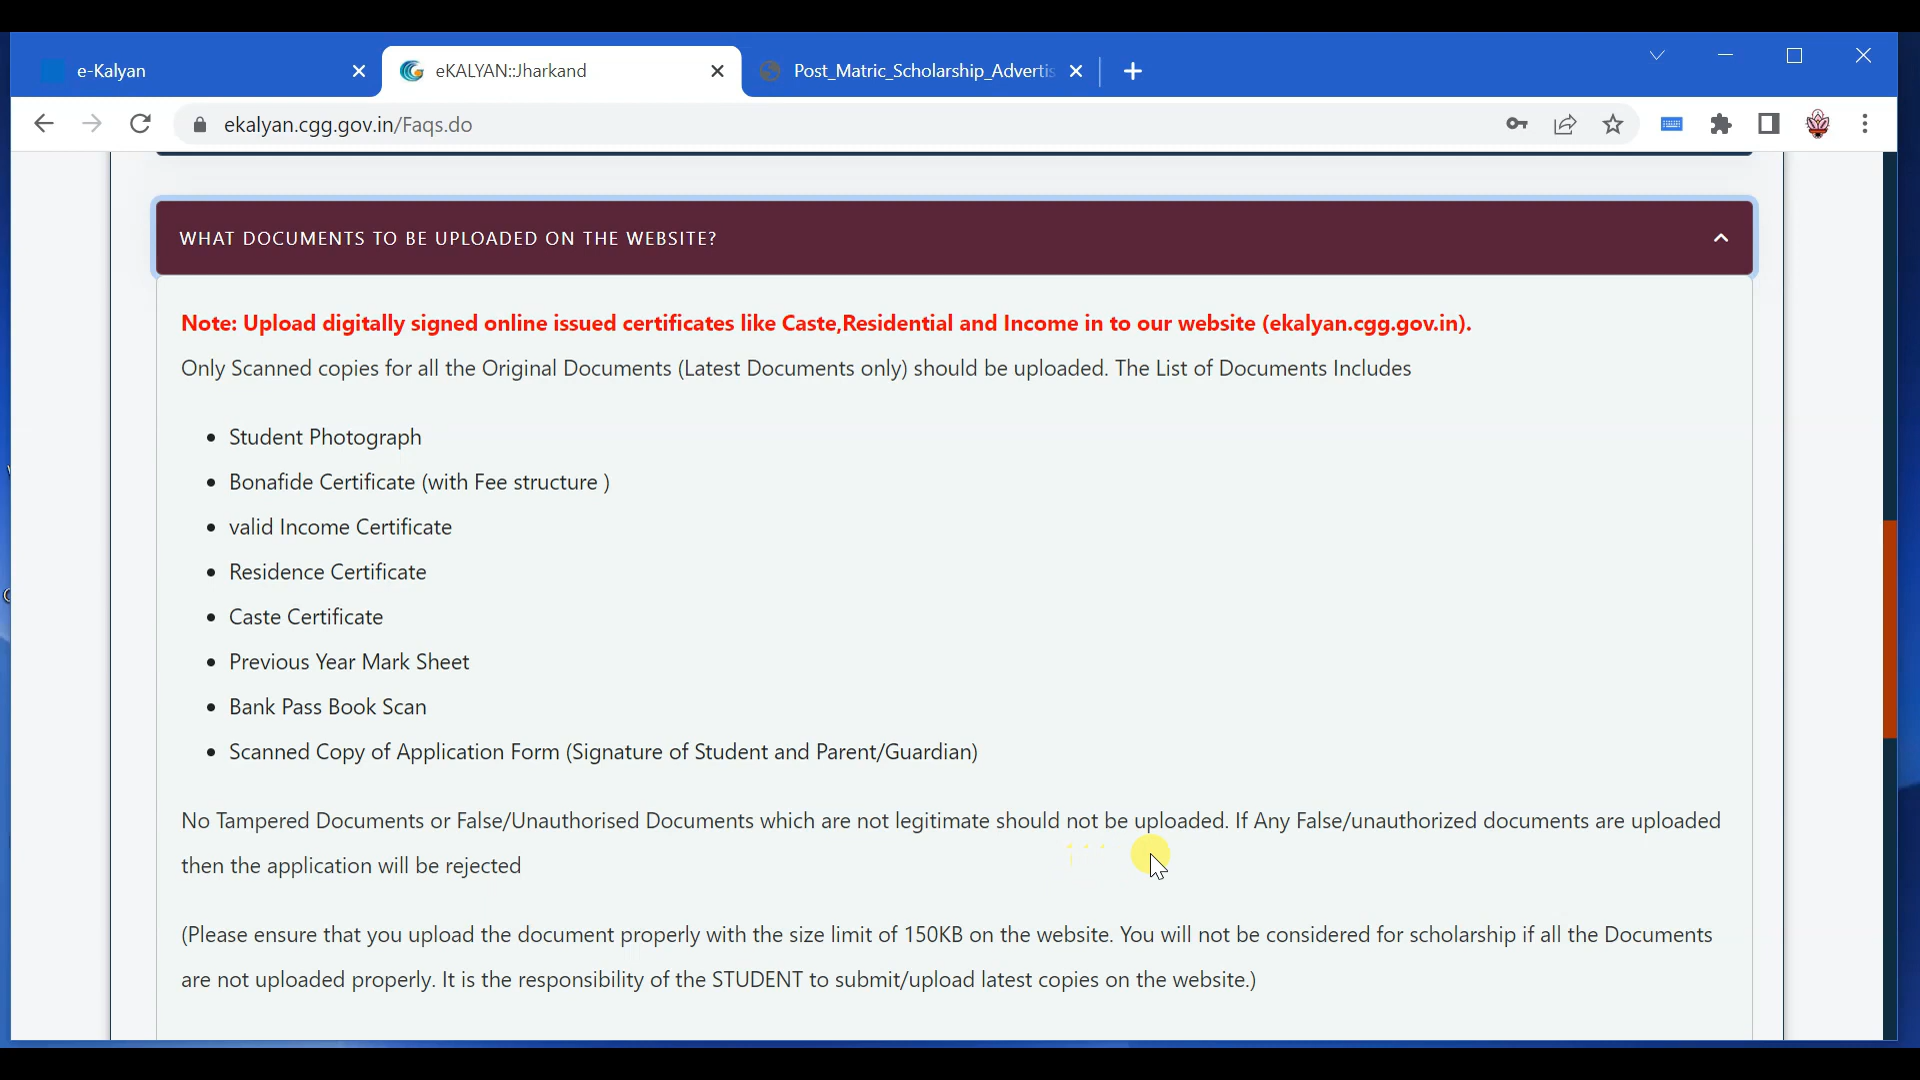 e-Kalyan
eKALYAN::Jharkand
Post_Matric_Scholarship_Advertis
ekalyan.cgg.gov.in/Faqs.do
WHAT DOCUMENTS TO BE UPLOADED ON THE WEBSITE?
Note: Upload digitally signed online issued certificates like Caste,Residential and Income in to our website (ekalyan.cgg.gov.in).
Only Scanned copies for all the Original Documents (Latest Documents only) should be uploaded. The List of Documents Includes
• Student Photograph
• Bonafide Certificate (with Fee structure )
• valid Income Certificate
• Residence Certificate
• Caste Certificate
• Previous Year Mark Sheet
• Bank Pass Book Scan
• Scanned Copy of Application Form (Signature of Student and Parent/Guardian)
No Tampered Documents or False/Unauthorised Documents which are not legitimate should not be uploaded. If Any False/unauthorized documents are uploaded
then the application will be rejected
(Please ensure that you upload the document properly with the size limit of 150KB on the website. You will not be considered for scholarship if all the Documents
are not uploaded properly. It is the responsibility of the STUDENT to submit/upload latest copies on the website.)